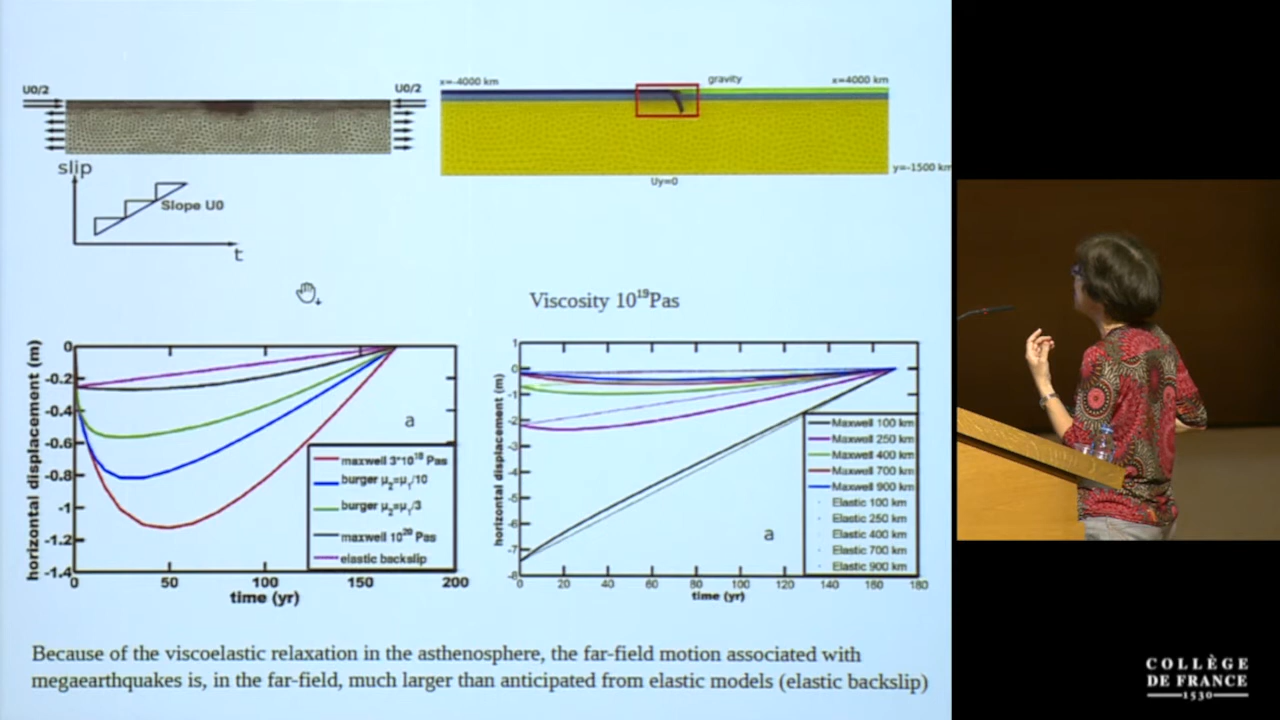 x=-4000 km
gravity
x=4000 km
U0/2
U0/2
y=-1500 km
Uy=0
slip
Slope U0
t
Viscosity 10¹⁹Pas
horizontal displacement (m)
0
-0.2
-0.4
-0.6
-0.8
-1
-1.2
-1.4
a
maxwell 3*10¹⁸ Pas
burger μ₂=μ₁/10
burger μ₂=μ₁/3
maxwell 10²⁰ Pas
elastic backslip
0 50 100 150 200
time (yr)
horizontal displacement (m)
1
0
-1
-2
-3
-4
-5
-6
-7
-8
a
Maxwell 100 km
Maxwell 250 km
Maxwell 400 km
Maxwell 700 km
Maxwell 900 km
Elastic 100 km
Elastic 250 km
Elastic 400 km
Elastic 700 km
Elastic 900 km
0 20 40 60 80 100 120 140 160 180
time (yr)
Because of the viscoelastic relaxation in the asthenosphere, the far-field motion associated with
megaearthquakes is, in the far-field, much larger than anticipated from elastic models (elastic backslip)
COLLÈGE
DE FRANCE
1530